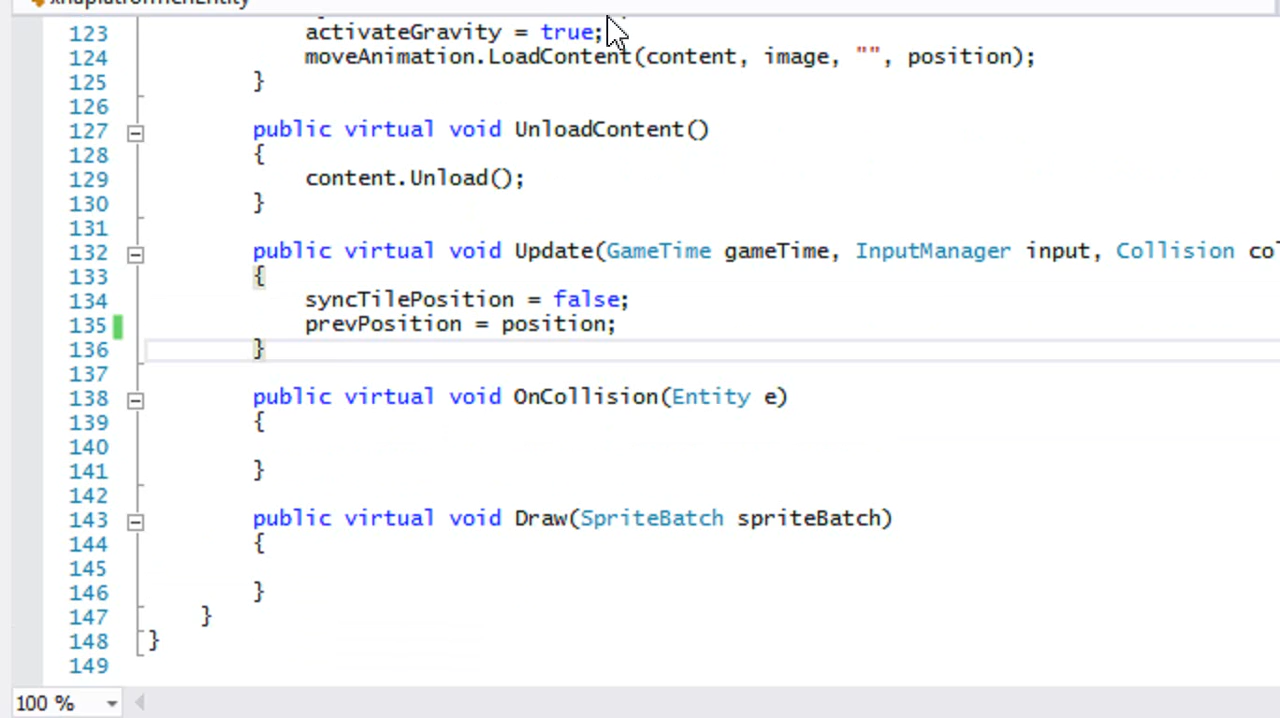 123 activateGravity = true;
124 moveAnimation.LoadContent(content, image, "", position);
125 }
126
127 public virtual void UnloadContent()
128 {
129 content.Unload();
130 }
131
132 public virtual void Update(GameTime gameTime, InputManager input, Collision col
133 {
134 syncTilePosition = false;
135 prevPosition = position;
136 }
137
138 public virtual void OnCollision(Entity e)
139 {
140
141 }
142
143 public virtual void Draw(SpriteBatch spriteBatch)
144 {
145
146 }
147 }
148 }
149
100 %